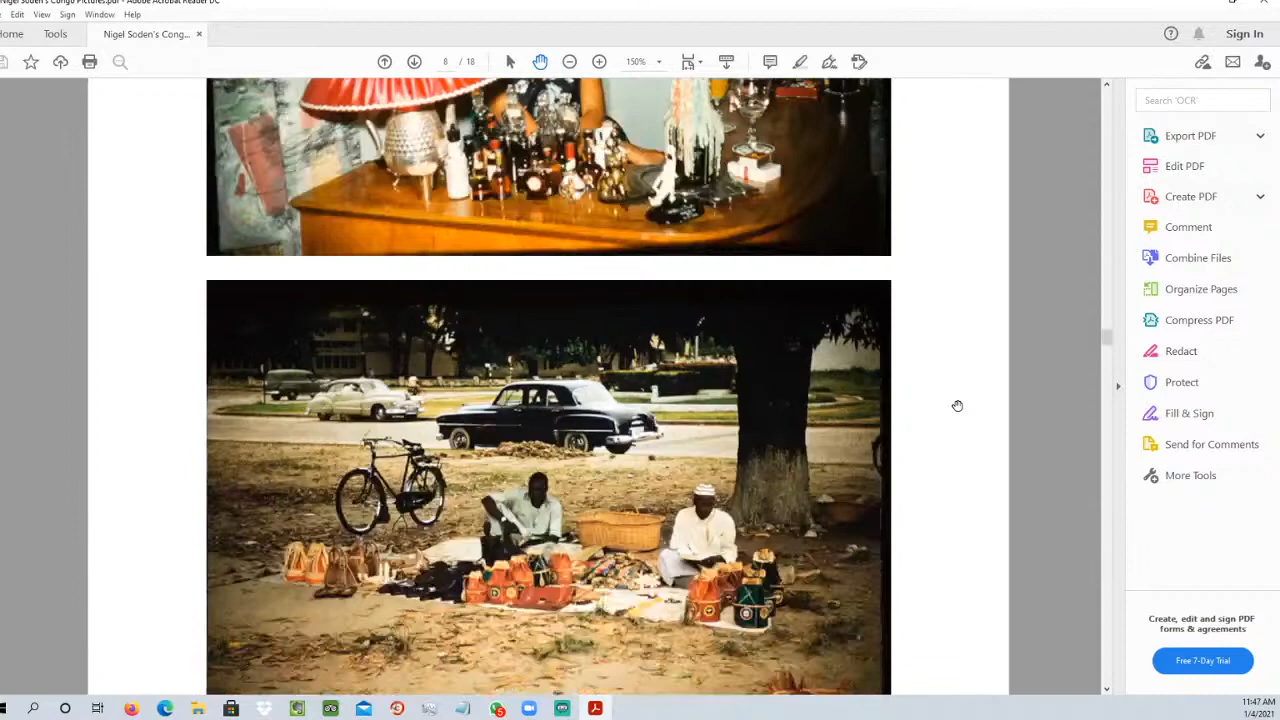 Nigel Soden's Congo Pictures.pdf - Adobe Acrobat Reader DC
Edit View Sign Window Help
Home Tools Nigel Soden's Cong... × Sign In
8 / 18 150%
Search 'OCR'
Export PDF
Edit PDF
Create PDF
Comment
Combine Files
Organize Pages
Compress PDF
Redact
Protect
Fill & Sign
Send for Comments
More Tools
Create, edit and sign PDF
forms & agreements
Free 7-Day Trial
5
11:47 AM
1/4/2021